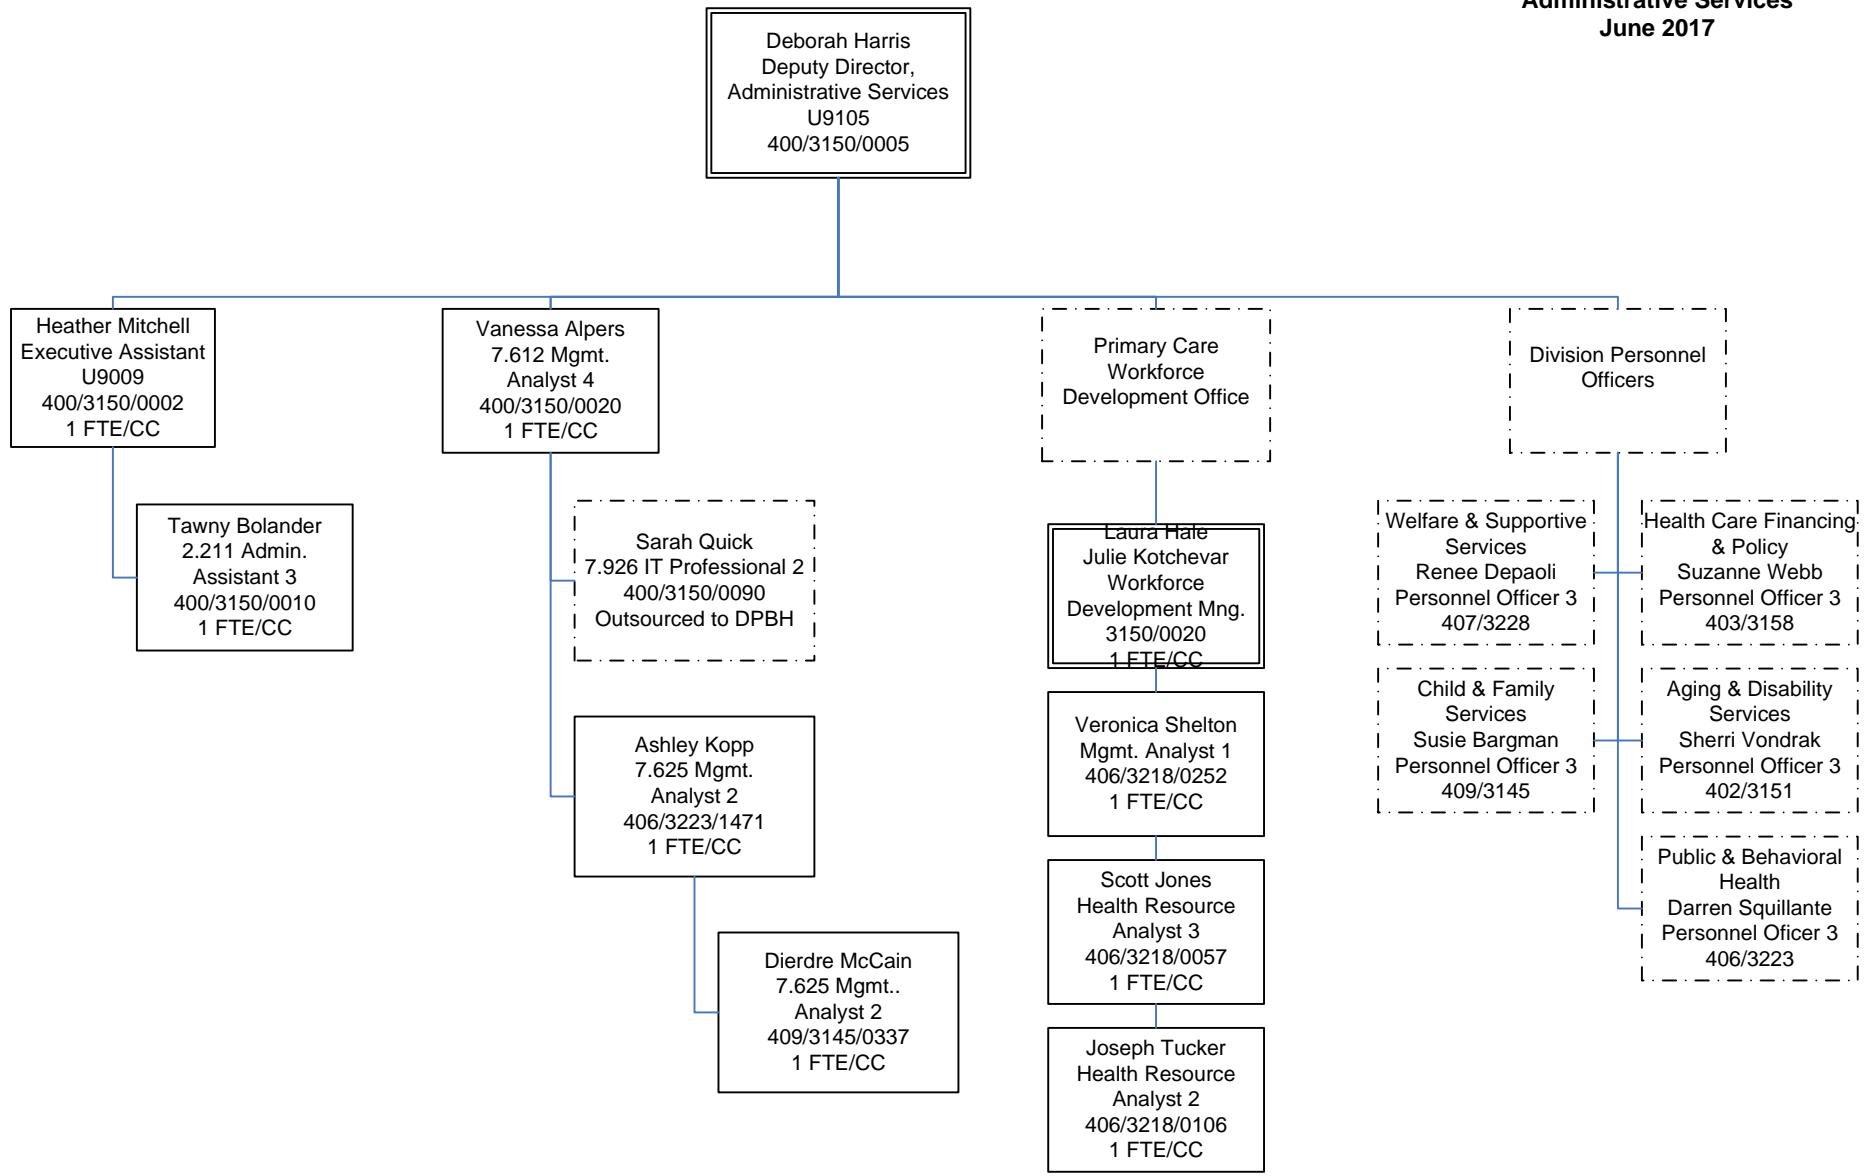 Administrative Services
June 2017
Deborah Harris
Deputy Director,
Administrative Services
U9105
400/3150/0005
Heather Mitchell
Executive Assistant
U9009
400/3150/0002
1 FTE/CC
Tawny Bolander
2.211 Admin.
Assistant 3
400/3150/0010
1 FTE/CC
Vanessa Alpers
7.612 Mgmt.
Analyst 4
400/3150/0020
1 FTE/CC
Sarah Quick
7.926 IT Professional 2
400/3150/0090
Outsourced to DPBH
Ashley Kopp
7.625 Mgmt.
Analyst 2
406/3223/1471
1 FTE/CC
Dierdre McCain
7.625 Mgmt..
Analyst 2
409/3145/0337
1 FTE/CC
Primary Care
Workforce
Development Office
Laura Hale
Julie Kotchevar
Workforce
Development Mng.
3150/0020
1 FTE/CC
Veronica Shelton
Mgmt. Analyst 1
406/3218/0252
1 FTE/CC
Scott Jones
Health Resource
Analyst 3
406/3218/0057
1 FTE/CC
Joseph Tucker
Health Resource
Analyst 2
406/3218/0106
1 FTE/CC
Division Personnel
Officers
Welfare & Supportive
Services
Renee Depaoli
Personnel Officer 3
407/3228
Health Care Financing
& Policy
Suzanne Webb
Personnel Officer 3
403/3158
Child & Family
Services
Susie Bargman
Personnel Officer 3
409/3145
Aging & Disability
Services
Sherri Vondrak
Personnel Officer 3
402/3151
Public & Behavioral
Health
Darren Squillante
Personnel Oficer 3
406/3223